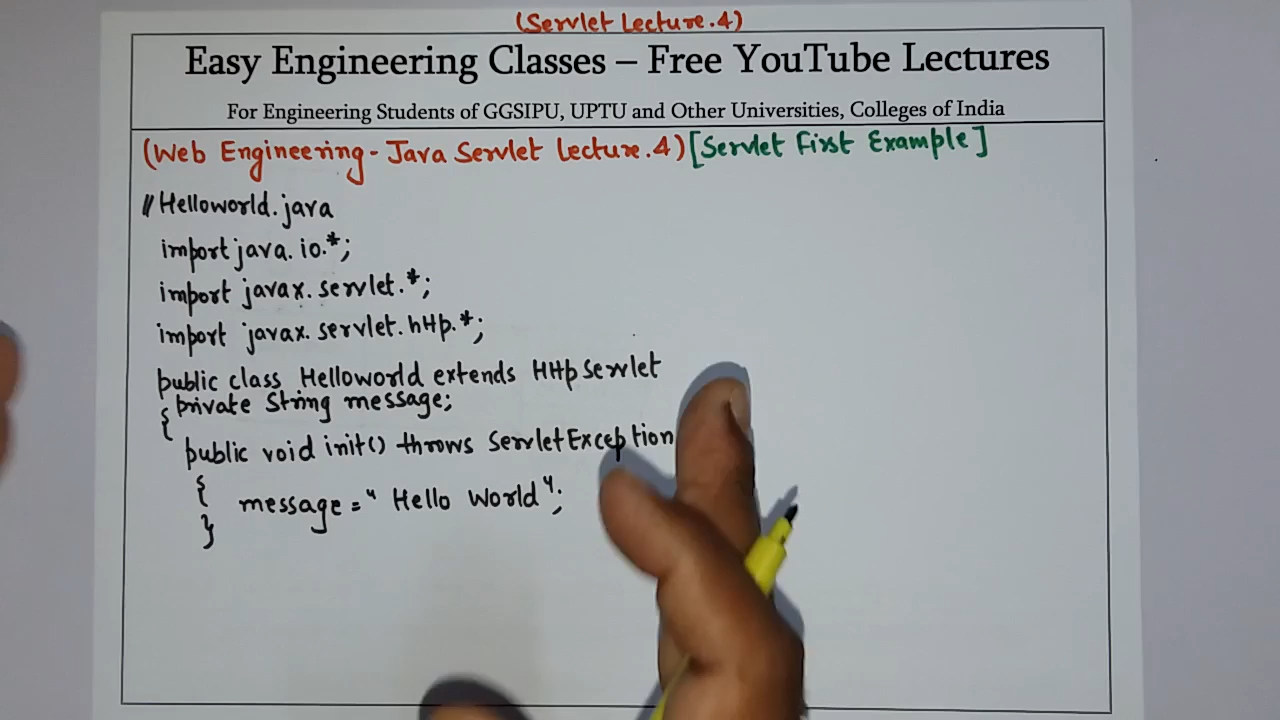 (Servlet Lecture.4)
Easy Engineering Classes – Free YouTube Lectures
For Engineering Students of GGSIPU, UPTU and Other Universities, Colleges of India
(Web Engineering - Java Servlet Lecture.4) [Servlet First Example]
// Helloworld.java
import java.io.*;
import javax.servlet.*;
import javax.servlet.http.*;
public class Helloworld extends HttpServlet
{ private String message;
public void init() throws ServletException
{ message = " Hello World";
}